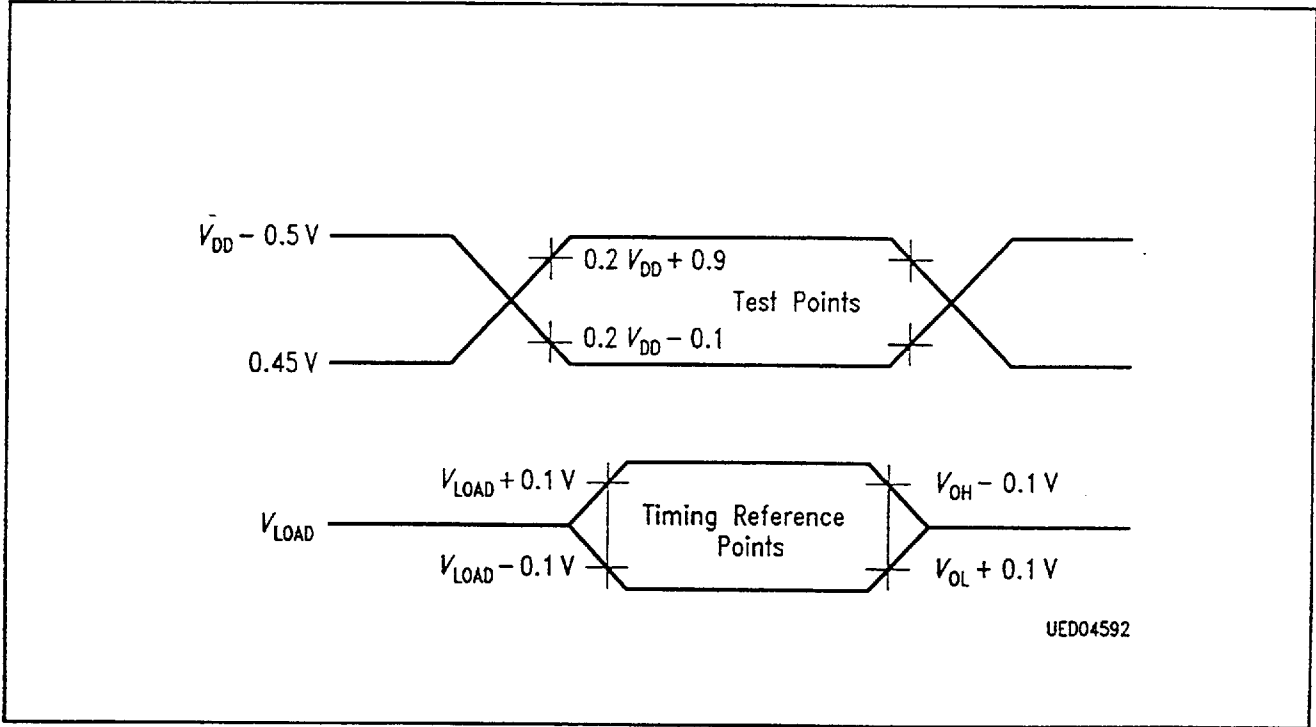 V_DD − 0.5 V
0.2 V_DD + 0.9
Test Points
0.2 V_DD − 0.1
0.45 V
V_LOAD + 0.1 V
V_OH − 0.1 V
V_LOAD
Timing Reference
Points
V_LOAD − 0.1 V
V_OL + 0.1 V
UED04592